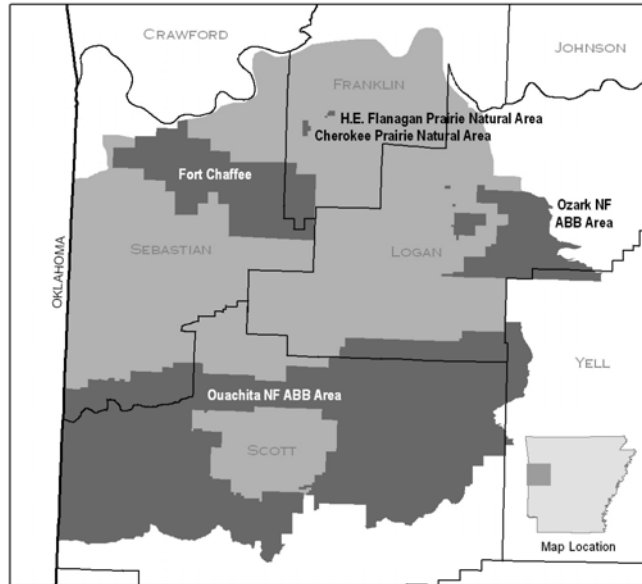 CRAWFORD
JOHNSON
FRANKLIN
H.E. Flanagan Prairie Natural Area
Cherokee Prairie Natural Area
Fort Chaffee
Ozark NF
ABB Area
SEBASTIAN
LOGAN
OKLAHOMA
YELL
Ouachita NF ABB Area
SCOTT
Map Location